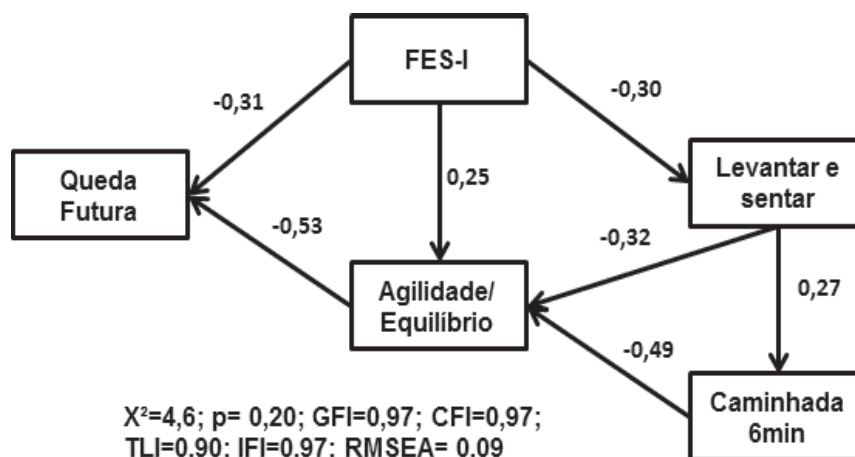 FES-I
-0,31
-0,30
Queda
Futura
0,25
Levantar e
sentar
-0,53
-0,32
Agilidade/
Equilíbrio
0,27
-0,49
Caminhada
6min
X²=4,6; p= 0,20; GFI=0,97; CFI=0,97;
TLI=0,90; IFI=0,97; RMSEA= 0,09